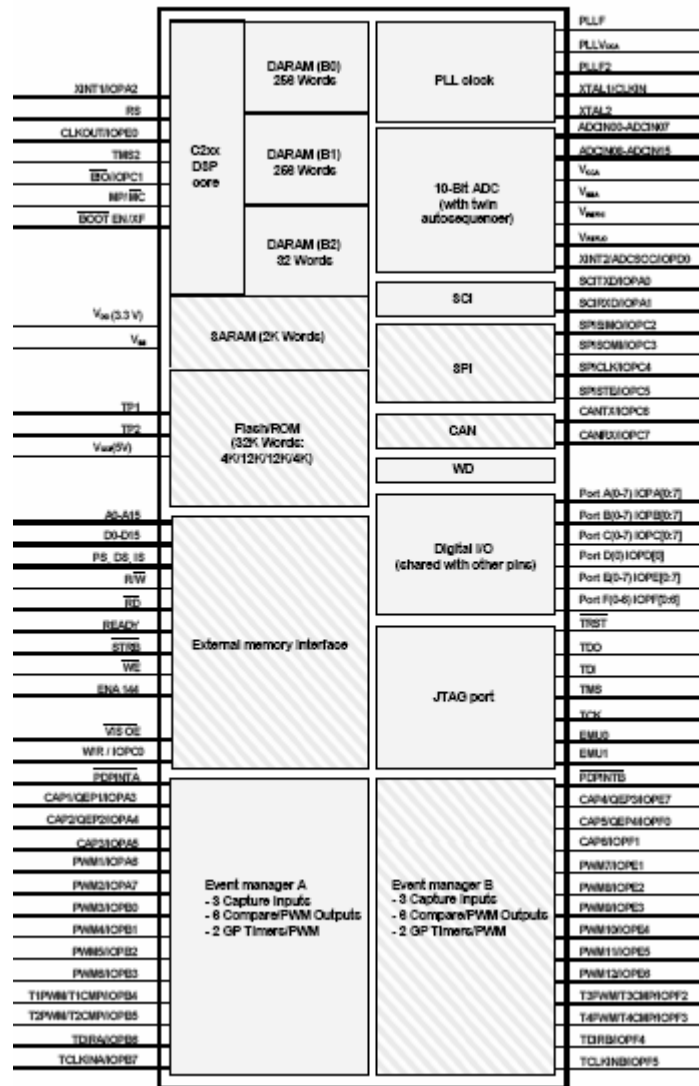 XINT1/IOPA2
RS
CLKOUT/IOPE0
TMS2
BIO/IOPC1
MP/MC
BOOT EN/XF
VDD (3.3 V)
VSS
TP1
TP2
(5V)
A0-A15
D0-D15
PS, DS, IS
R/W
RD
READY
STRB
WE
ENA 144
VIS OE
W/R / IOPC0
PDPINTA
CAP1/QEP1/IOPA3
CAP2/QEP2/IOPA4
CAP3/IOPA5
PWM1/IOPA6
PWM2/IOPA7
PWM3/IOPB0
PWM4/IOPB1
PWM5/IOPB2
PWM6/IOPB3
T1PWM/T1CMP/IOPB4
T2PWM/T2CMP/IOPB5
TDIRA/IOPB6
TCLKINA/IOPB7
C2xx
DSP
core
DARAM (B0)
256 Words
DARAM (B1)
256 Words
DARAM (B2)
32 Words
SARAM (2K Words)
Flash/ROM
(32K Words:
4K/12K/12K/4K)
External memory interface
Event manager A
- 3 Capture Inputs
- 6 Compare/PWM Outputs
- 2 GP Timers/PWM
PLL clock
10-Bit ADC
(with twin
autosequencer)
SCI
SPI
CAN
WD
Digital I/O
(shared with other pins)
JTAG port
Event manager B
- 3 Capture Inputs
- 6 Compare/PWM Outputs
- 2 GP Timers/PWM
PLLF
PLLVCCA
PLLF2
XTAL1/CLKIN
XTAL2
ADCIN00-ADCIN07
ADCIN08-ADCIN15
VCCA
VSSA
VREFHI
VREFLO
XINT2/ADCSOC/IOPD0
SCITXD/IOPA0
SCIRXD/IOPA1
SPISIMO/IOPC2
SPISOMI/IOPC3
SPICLK/IOPC4
SPISTE/IOPC5
CANTX/IOPC6
CANRX/IOPC7
Port A(0-7) IOPA[0:7]
Port B(0-7) IOPB[0:7]
Port C(0-7) IOPC[0:7]
Port D(0) IOPD[0]
Port E(0-7) IOPE[0:7]
Port F(0-6) IOPF[0:6]
TRST
TDO
TDI
TMS
TCK
EMU0
EMU1
PDPINTB
CAP4/QEP3/IOPE7
CAP5/QEP4/IOPF0
CAP6/IOPF1
PWM7/IOPE1
PWM8/IOPE2
PWM9/IOPE3
PWM10/IOPE4
PWM11/IOPE5
PWM12/IOPE6
T3PWM/T3CMP/IOPF2
T4PWM/T4CMP/IOPF3
TDIRB/IOPF4
TCLKINB/IOPF5